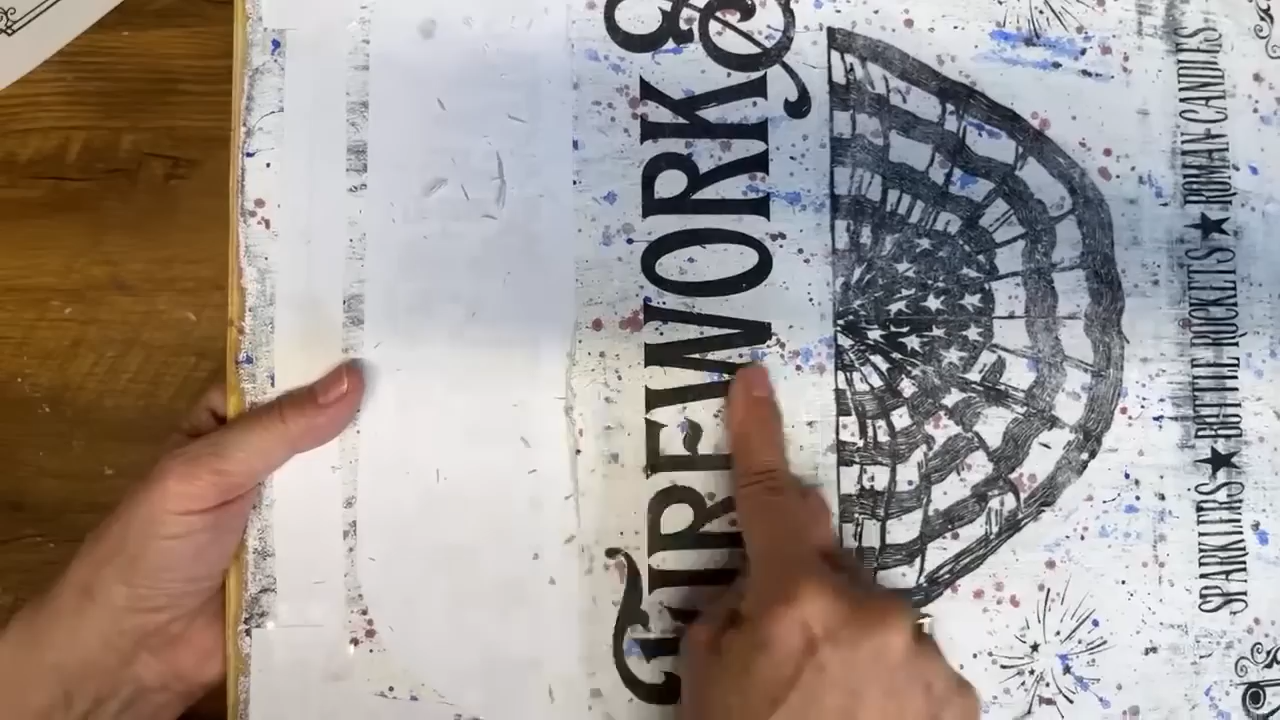 FIREWORKS
SPARKLERS ★ BOTTLE ROCKETS ★ ROMAN CANDLES